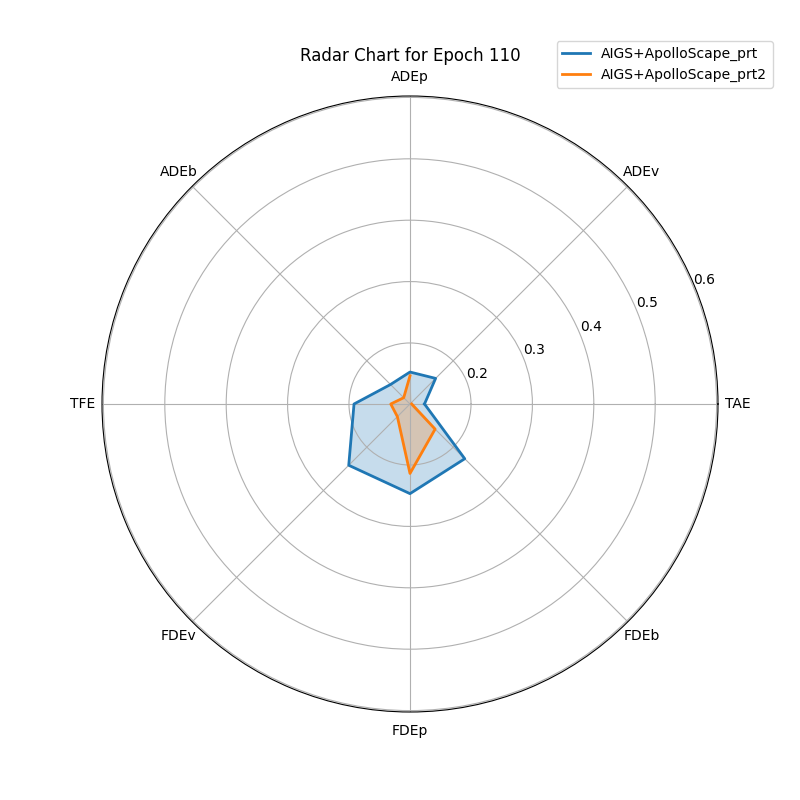 Radar Chart for Epoch 110
AIGS+ApolloScape_prt
AIGS+ApolloScape_prt2
ADEp
ADEb
ADEv
0.6
0.5
0.4
0.3
0.2
TFE
TAE
FDEv
FDEb
FDEp